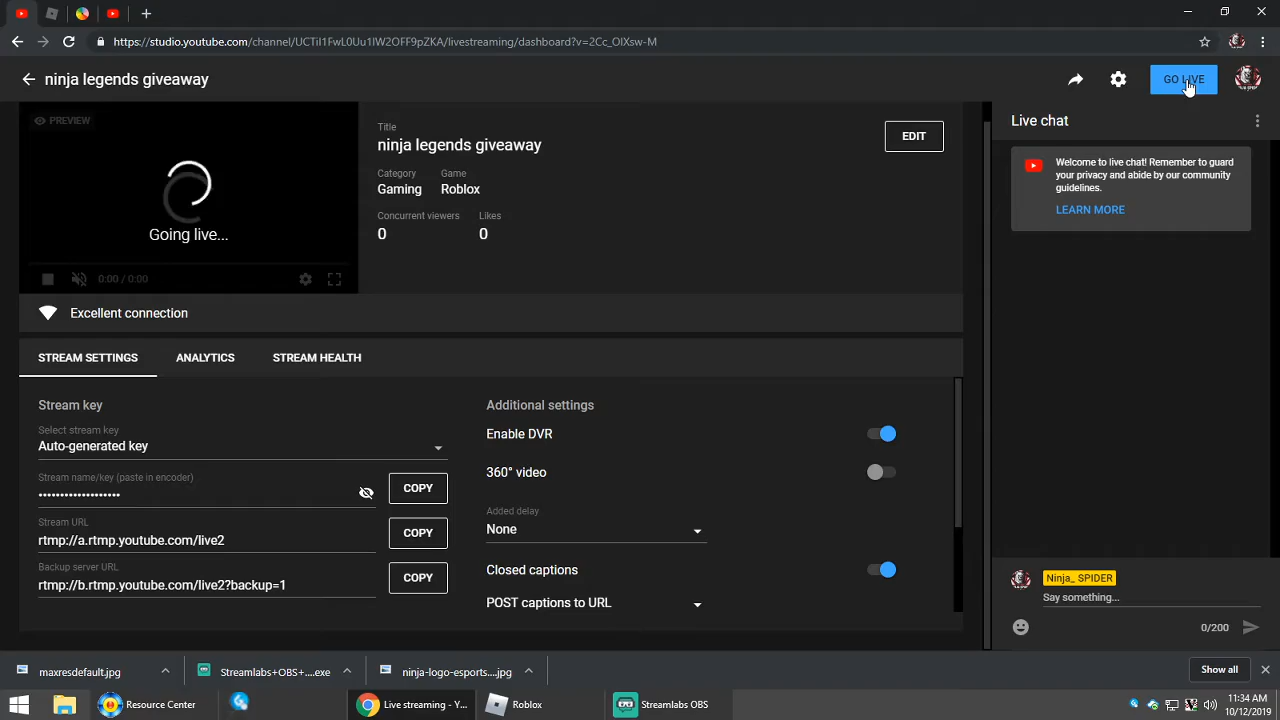 https://studio.youtube.com/channel/UCTiI1FwL0Uu1IW2OFF9pZKA/livestreaming/dashboard?v=2Cc_OlXsw-M
ninja legends giveaway
GO LIVE
PREVIEW
Going live...
0:00 / 0:00
Title
ninja legends giveaway
EDIT
Category Game
Gaming Roblox
Concurrent viewers Likes
0 0
Live chat
Welcome to live chat! Remember to guard
your privacy and abide by our community
guidelines.
LEARN MORE
Excellent connection
STREAM SETTINGS ANALYTICS STREAM HEALTH
Stream key
Select stream key
Auto-generated key
Stream name/key (paste in encoder)
••••••••••••••••••• COPY
Stream URL
rtmp://a.rtmp.youtube.com/live2 COPY
Backup server URL
rtmp://b.rtmp.youtube.com/live2?backup=1 COPY
Additional settings
Enable DVR
360° video
Added delay
None
Closed captions
POST captions to URL
Ninja_ SPIDER
Say something...
0/200
maxresdefault.jpg Streamlabs+OBS+....exe ninja-logo-esports....jpg Show all
Resource Center Live streaming - Y... Roblox Streamlabs OBS
11:34 AM
10/12/2019